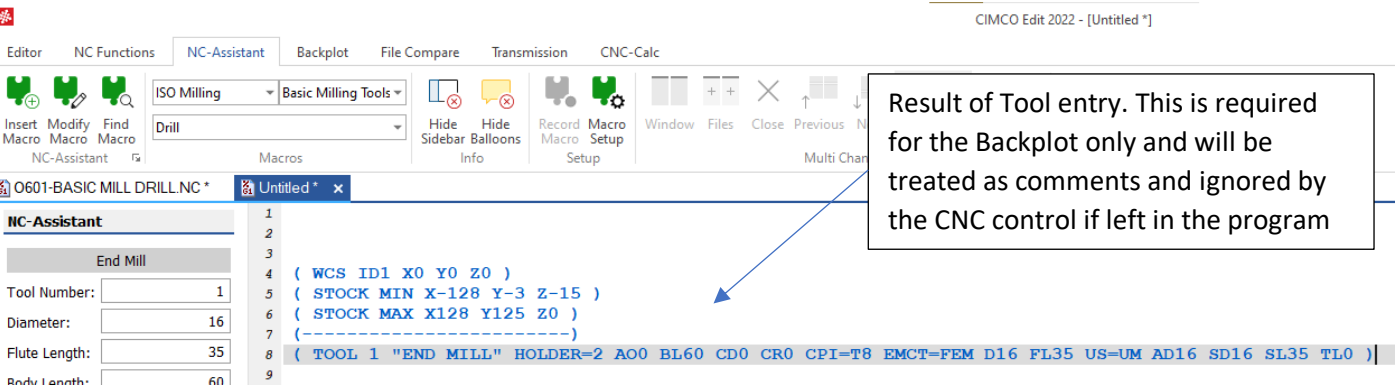 CIMCO Edit 2022 - [Untitled *]
Editor NC Functions NC-Assistant Backplot File Compare Transmission CNC-Calc
Insert Macro
Modify Macro
Find Macro
NC-Assistant
ISO Milling
Basic Milling Tools
Drill
Macros
Hide Sidebar
Hide Balloons
Info
Record Macro
Macro Setup
Setup
Window Files Close Previous
Multi Chan
Result of Tool entry. This is required
for the Backplot only and will be
treated as comments and ignored by
the CNC control if left in the program
O601-BASIC MILL DRILL.NC *
Untitled * x
NC-Assistant
End Mill
Tool Number: 1
Diameter: 16
Flute Length: 35
Body Length: 60
1
2
3
4 ( WCS ID1 X0 Y0 Z0 )
5 ( STOCK MIN X-128 Y-3 Z-15 )
6 ( STOCK MAX X128 Y125 Z0 )
7 (-----------------------)
8 ( TOOL 1 "END MILL" HOLDER=2 AO0 BL60 CD0 CR0 CPI=T8 EMCT=FEM D16 FL35 US=UM AD16 SD16 SL35 TL0 )
9